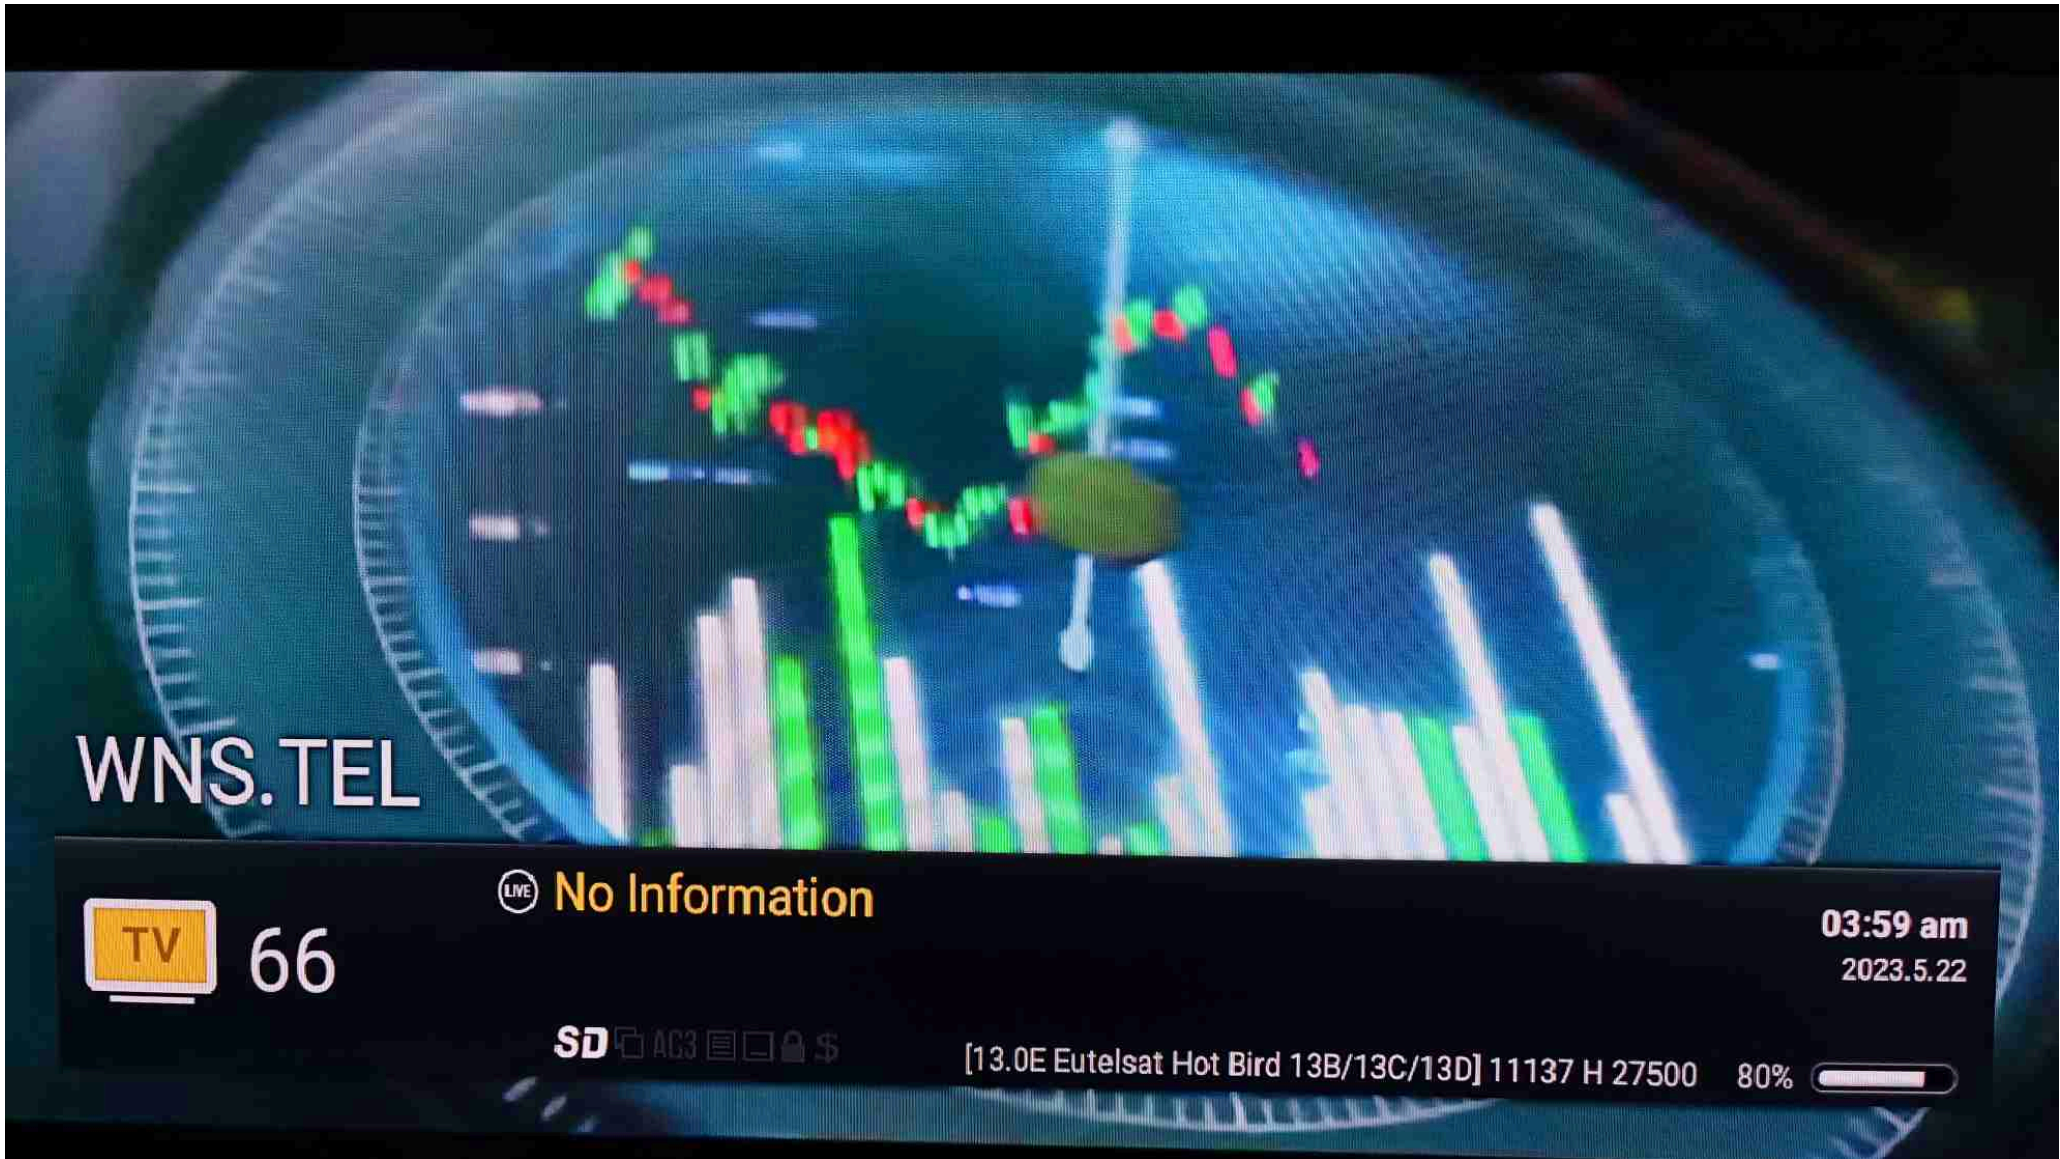 WNS.TEL
TV
66
LIVE
No Information
03:59 am
2023.5.22
SD AC3 $
[13.0E Eutelsat Hot Bird 13B/13C/13D] 11137 H 27500 80%